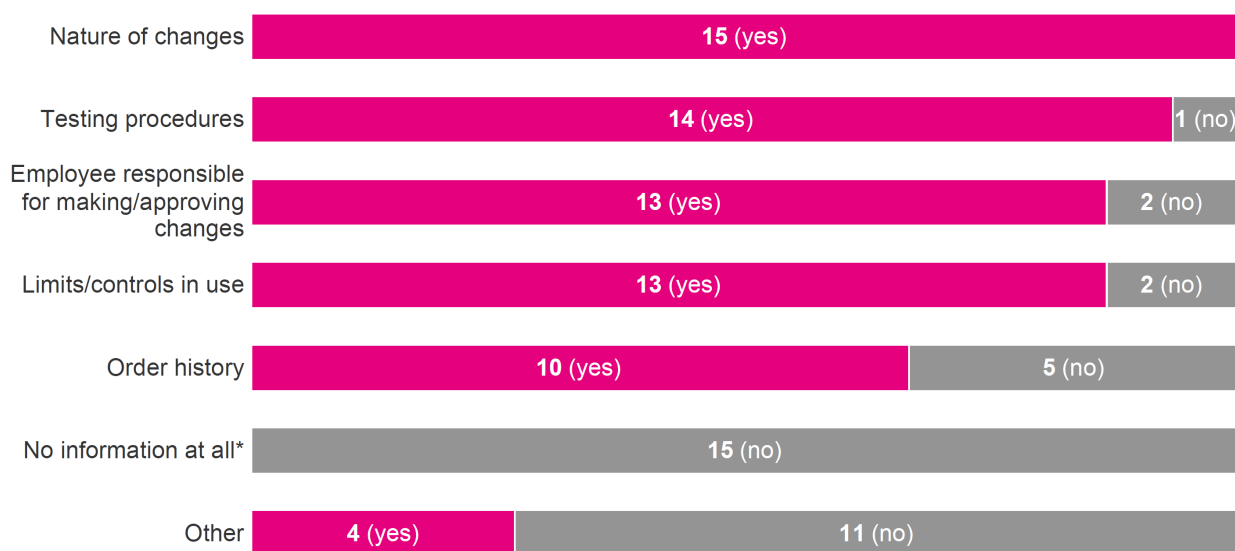 Nature of changes
15 (yes)
Testing procedures
14 (yes)
1 (no)
Employee responsible
for making/approving
changes
13 (yes)
2 (no)
Limits/controls in use
13 (yes)
2 (no)
Order history
10 (yes)
5 (no)
No information at all*
15 (no)
Other
4 (yes)
11 (no)